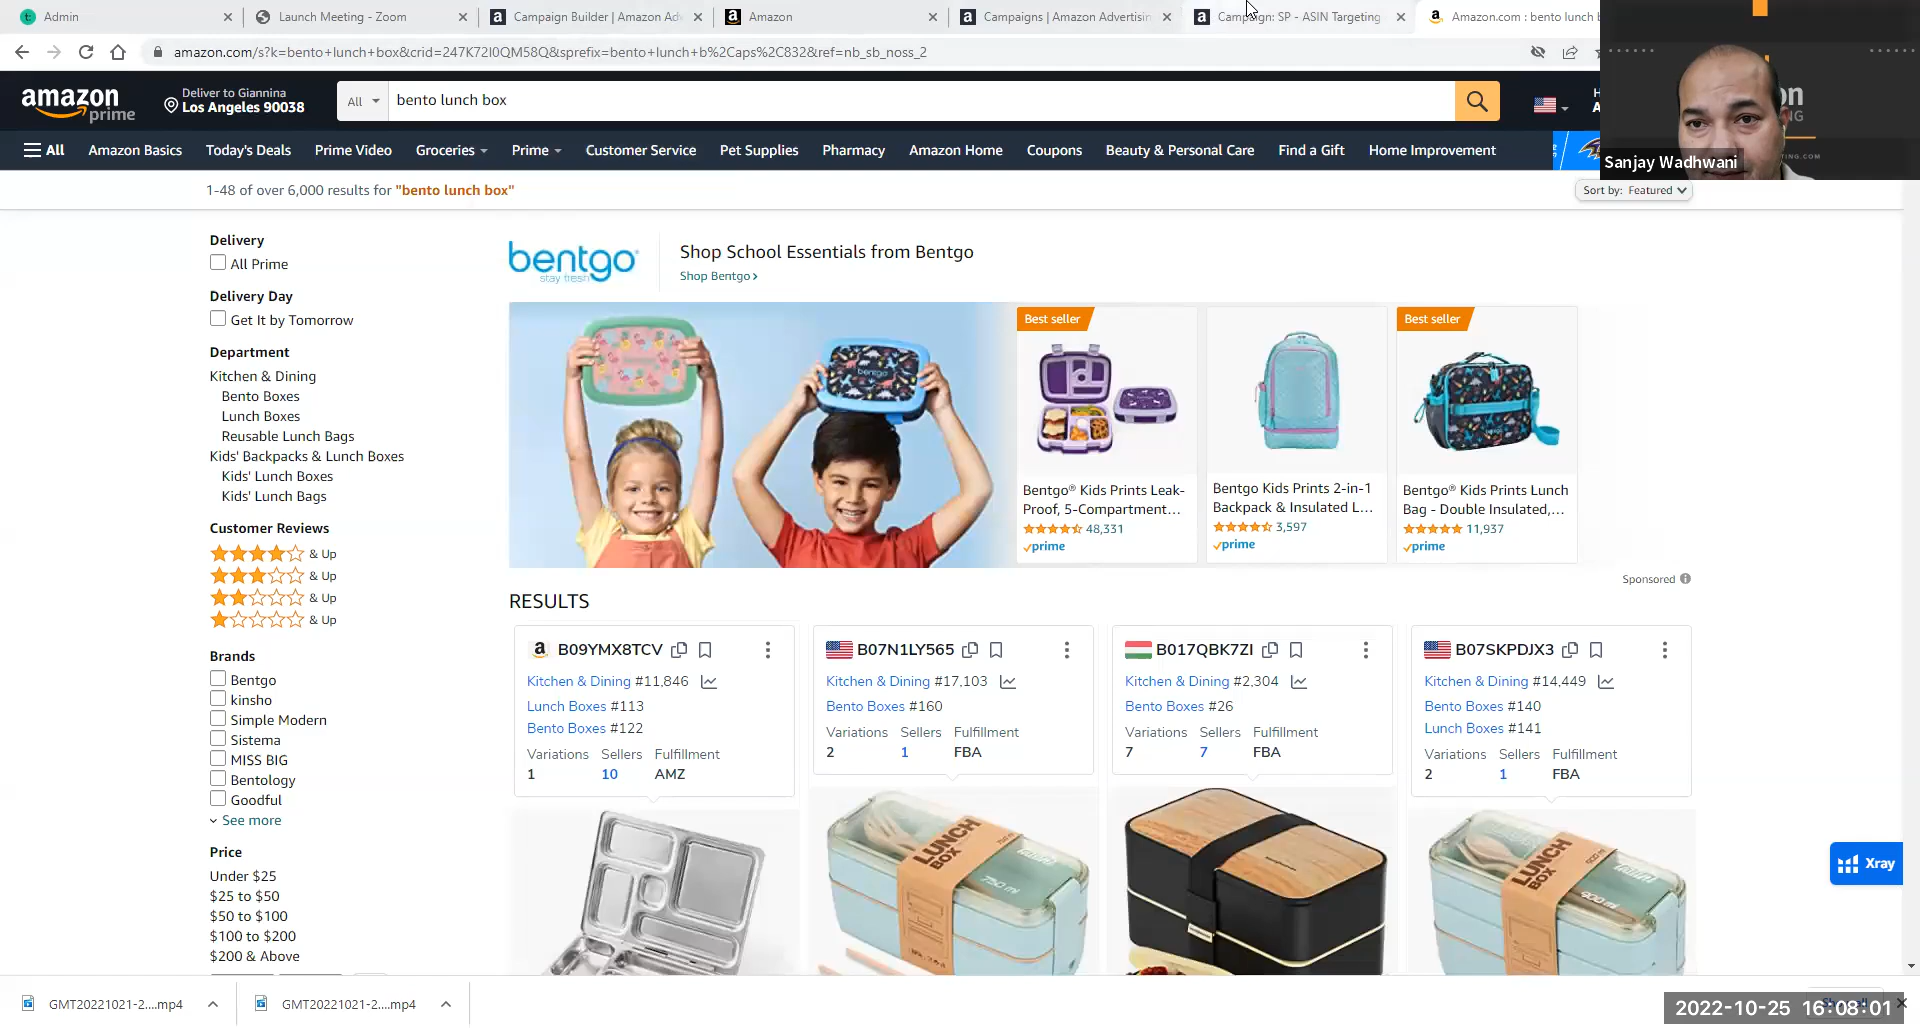 Admin
Launch Meeting - Zoom
Campaign Builder | Amazon Adv
Amazon
Campaigns | Amazon Advertisin
Campaign: SP - ASIN Targeting
Amazon.com : bento lunch b
amazon.com/s?k=bento+lunch+box&crid=247K72I0QM58Q&sprefix=bento+lunch+b%2Caps%2C832&ref=nb_sb_noss_2
amazon prime
Deliver to Giannina
Los Angeles 90038
All
bento lunch box
Sanjay Wadhwani
All
Amazon Basics
Today's Deals
Prime Video
Groceries
Prime
Customer Service
Pet Supplies
Pharmacy
Amazon Home
Coupons
Beauty & Personal Care
Find a Gift
Home Improvement
1-48 of over 6,000 results for "bento lunch box"
Sort by: Featured
Delivery
All Prime
Delivery Day
Get It by Tomorrow
Department
Kitchen & Dining
Bento Boxes
Lunch Boxes
Reusable Lunch Bags
Kids' Backpacks & Lunch Boxes
Kids' Lunch Boxes
Kids' Lunch Bags
Customer Reviews
& Up
& Up
& Up
& Up
Brands
Bentgo
kinsho
Simple Modern
Sistema
MISS BIG
Bentology
Goodful
See more
Price
Under $25
$25 to $50
$50 to $100
$100 to $200
$200 & Above
bentgo
stay fresh
Shop School Essentials from Bentgo
Shop Bentgo
bentgo
Best seller
Bentgo® Kids Prints Leak-
Proof, 5-Compartment...
48,331
prime
Bentgo Kids Prints 2-in-1
Backpack & Insulated L...
3,597
prime
Best seller
Bentgo® Kids Prints Lunch
Bag - Double Insulated,...
11,937
prime
Sponsored
RESULTS
B09YMX8TCV
Kitchen & Dining #11,846
Lunch Boxes #113
Bento Boxes #122
Variations Sellers Fulfillment
1 10 AMZ
B07N1LY565
Kitchen & Dining #17,103
Bento Boxes #160
Variations Sellers Fulfillment
2 1 FBA
LUNCH BOX
750 ml
B017QBK7ZI
Kitchen & Dining #2,304
Bento Boxes #26
Variations Sellers Fulfillment
7 7 FBA
B07SKPDJX3
Kitchen & Dining #14,449
Bento Boxes #140
Lunch Boxes #141
Variations Sellers Fulfillment
2 1 FBA
LUNCH BOX
900 ml
Xray
GMT20221021-2....mp4
GMT20221021-2....mp4
2022-10-25 16:08:01